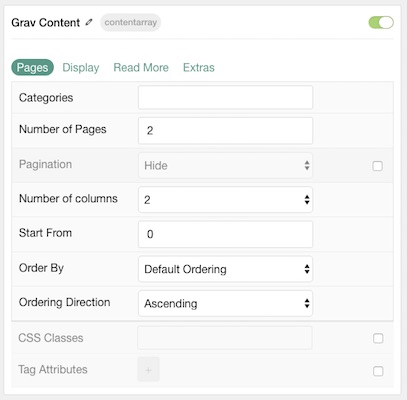 Grav Content contentarray
Pages Display Read More Extras
Categories
Number of Pages 2
Pagination Hide
Number of columns 2
Start From 0
Order By Default Ordering
Ordering Direction Ascending
CSS Classes
Tag Attributes +